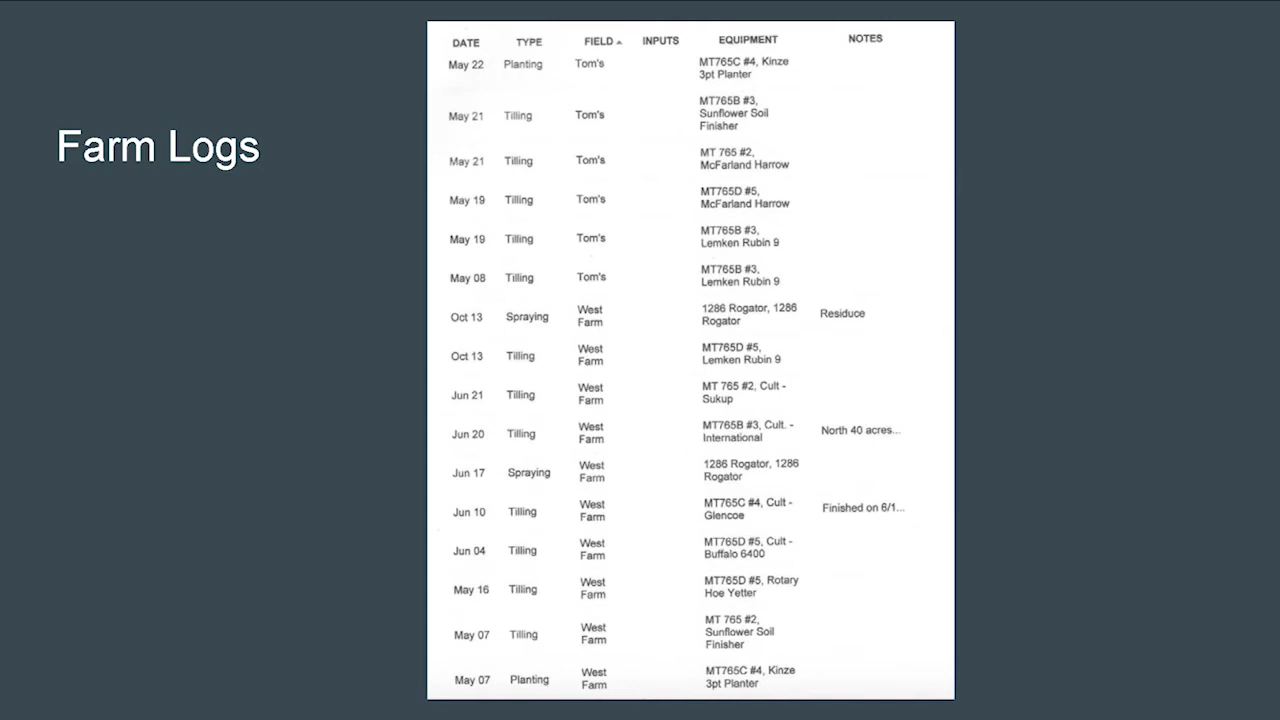 Farm Logs
DATE TYPE FIELD INPUTS EQUIPMENT NOTES
May 22 Planting Tom's MT765C #4, Kinze
3pt Planter
May 21 Tilling Tom's MT765B #3,
Sunflower Soil
Finisher
May 21 Tilling Tom's MT 765 #2,
McFarland Harrow
May 19 Tilling Tom's MT765D #5,
McFarland Harrow
May 19 Tilling Tom's MT765B #3,
Lemken Rubin 9
May 08 Tilling Tom's MT765B #3,
Lemken Rubin 9
Oct 13 Spraying West 1286 Rogator, 1286 Residuce
Farm Rogator
Oct 13 Tilling West MT765D #5,
Farm Lemken Rubin 9
Jun 21 Tilling West MT 765 #2, Cult -
Farm Sukup
Jun 20 Tilling West MT765B #3, Cult. - North 40 acres...
Farm International
Jun 17 Spraying West 1286 Rogator, 1286
Farm Rogator
Jun 10 Tilling West MT765C #4, Cult - Finished on 6/1...
Farm Glencoe
Jun 04 Tilling West MT765D #5, Cult -
Farm Buffalo 6400
May 16 Tilling West MT765D #5, Rotary
Farm Hoe Yetter
May 07 Tilling West MT 765 #2,
Farm Sunflower Soil
Finisher
May 07 Planting West MT765C #4, Kinze
Farm 3pt Planter